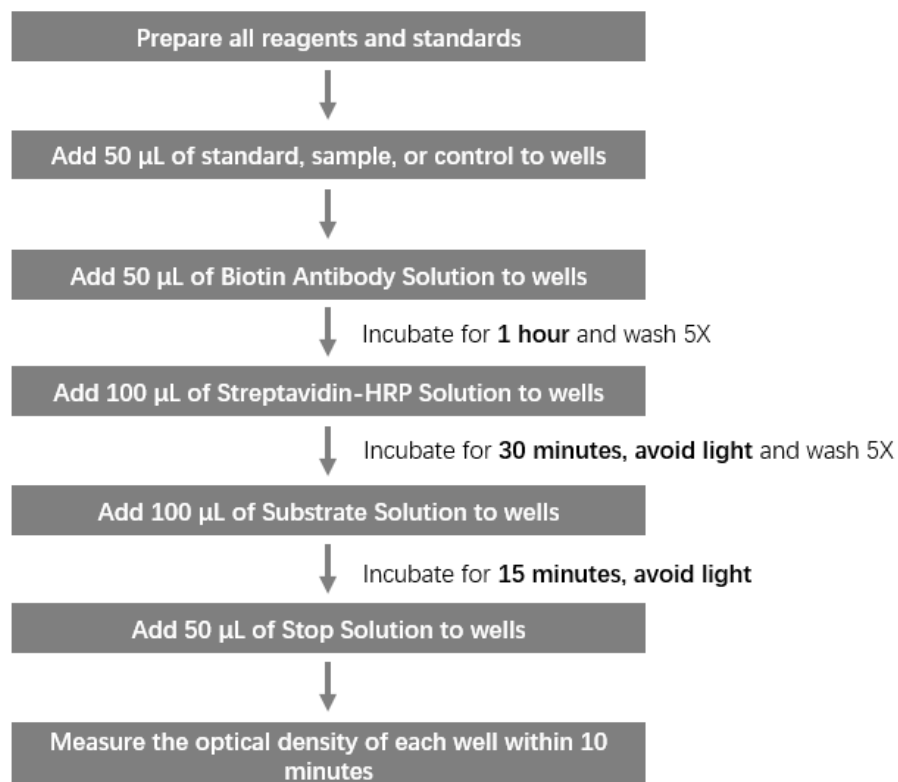 Prepare all reagents and standards
Add 50 µL of standard, sample, or control to wells
Add 50 µL of Biotin Antibody Solution to wells
Incubate for 1 hour and wash 5X
Add 100 µL of Streptavidin-HRP Solution to wells
Incubate for 30 minutes, avoid light and wash 5X
Add 100 µL of Substrate Solution to wells
Incubate for 15 minutes, avoid light
Add 50 µL of Stop Solution to wells
Measure the optical density of each well within 10
minutes